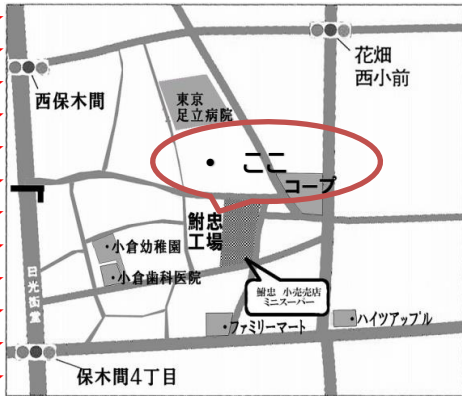 花畑
西小前
西保木間
東京
足立病院
ここ
コープ
鮒忠
工場
・小倉幼稚園
・小倉歯科医院
日光街道
鮒忠 小売売店
ミニスーパー
・ファミリーマート
・ハイツアップル
保木間4丁目